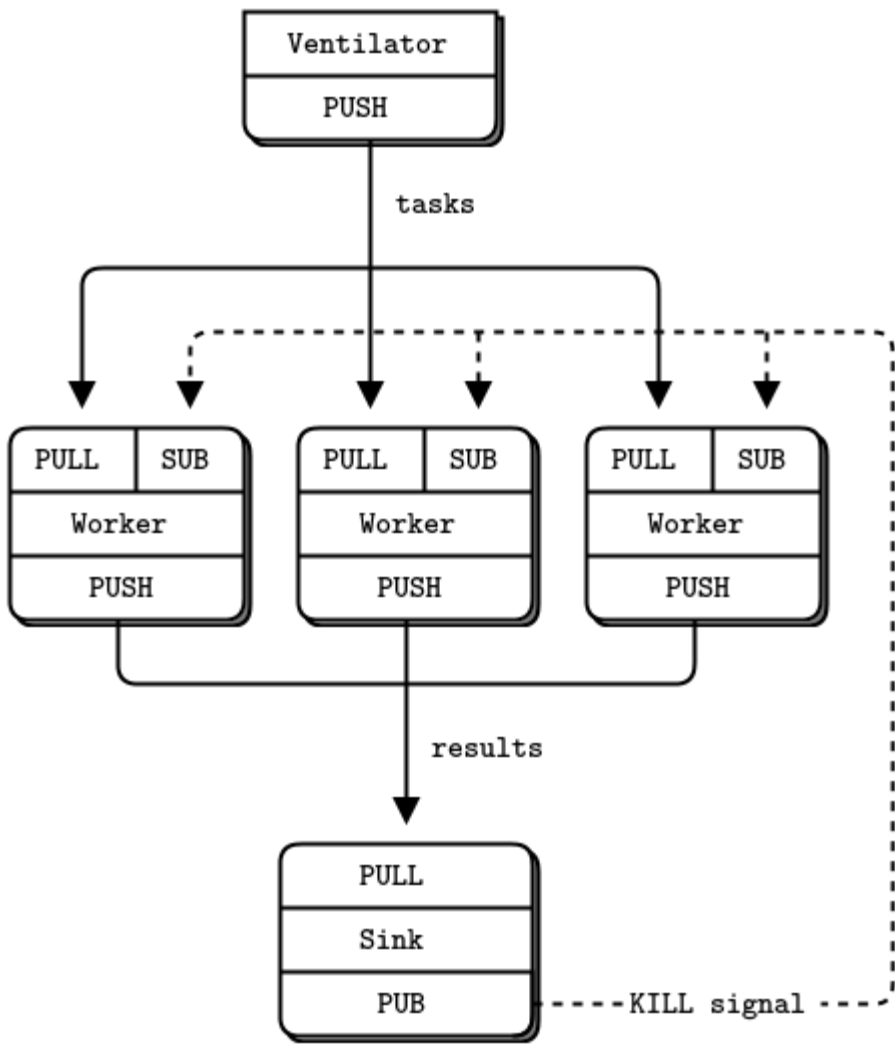 Ventilator
PUSH
tasks
PULL SUB PULL SUB PULL SUB
Worker Worker Worker
PUSH PUSH PUSH
results
PULL
Sink
PUB KILL signal